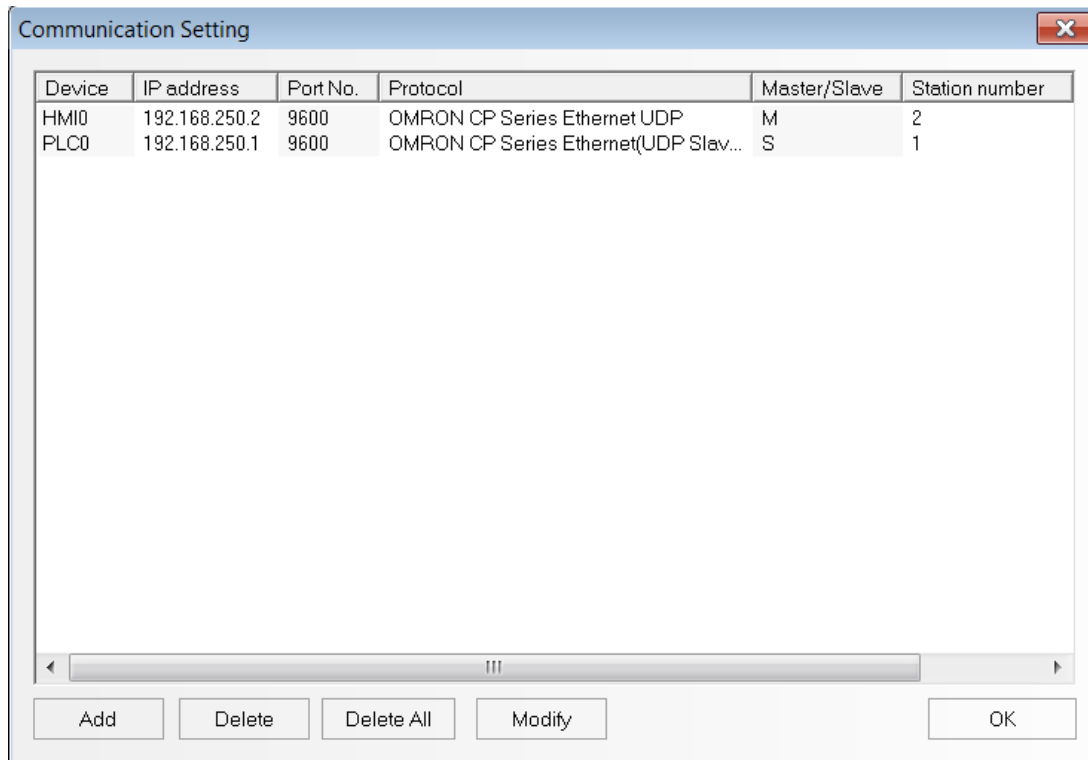 Communication Setting
Device IP address Port No. Protocol Master/Slave Station number
HMI0 192.168.250.2 9600 OMRON CP Series Ethernet UDP M 2
PLC0 192.168.250.1 9600 OMRON CP Series Ethernet(UDP Slav... S 1
Add Delete Delete All Modify OK